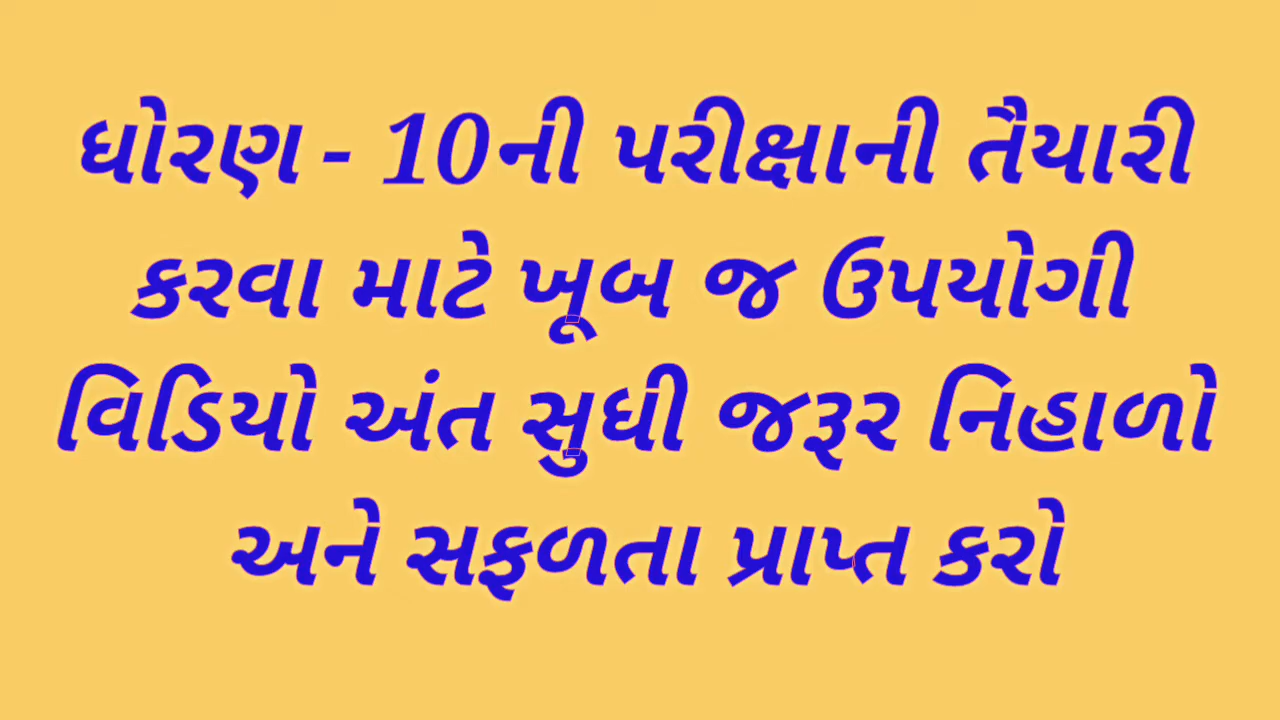 ધોરણ - 10ની પરીક્ષાની તૈયારી
કરવા માટે ખૂબ જ ઉપયોગી
વિડિયો અંત સુધી જરૂર નિહાળો
અને સફળતા પ્રાપ્ત કરો